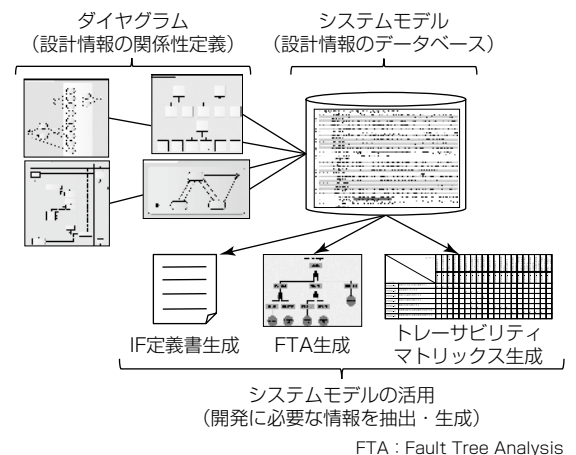 ダイヤグラム
（設計情報の関係性定義）
システムモデル
（設計情報のデータベース）
IF定義書生成
FTA生成
トレーサビリティ
マトリックス生成
システムモデルの活用
（開発に必要な情報を抽出・生成）
FTA：Fault Tree Analysis